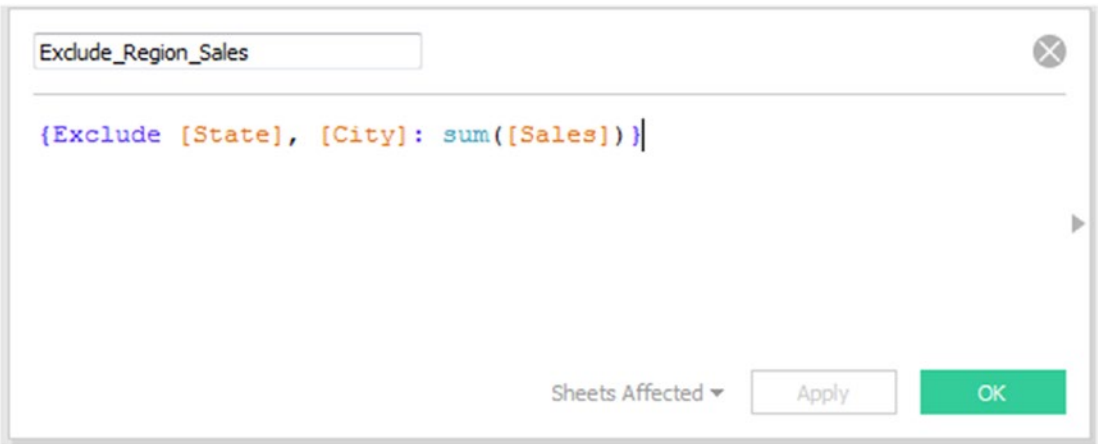 Exclude_Region_Sales
{Exclude [State], [City]: sum([Sales])}
Sheets Affected Apply OK